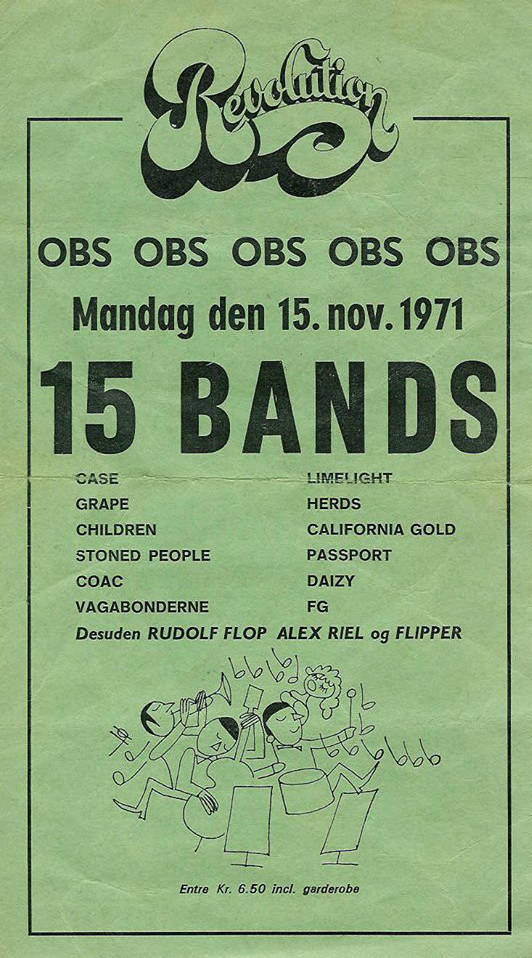 Revolution
OBS OBS OBS OBS OBS
Mandag den 15. nov. 1971
15 BANDS
CASE
GRAPE
CHILDREN
STONED PEOPLE
COAC
VAGABONDERNE
LIMELIGHT
HERDS
CALIFORNIA GOLD
PASSPORT
DAIZY
FG
Desuden RUDOLF FLOP ALEX RIEL og FLIPPER
Entre Kr. 6.50 incl. garderobe